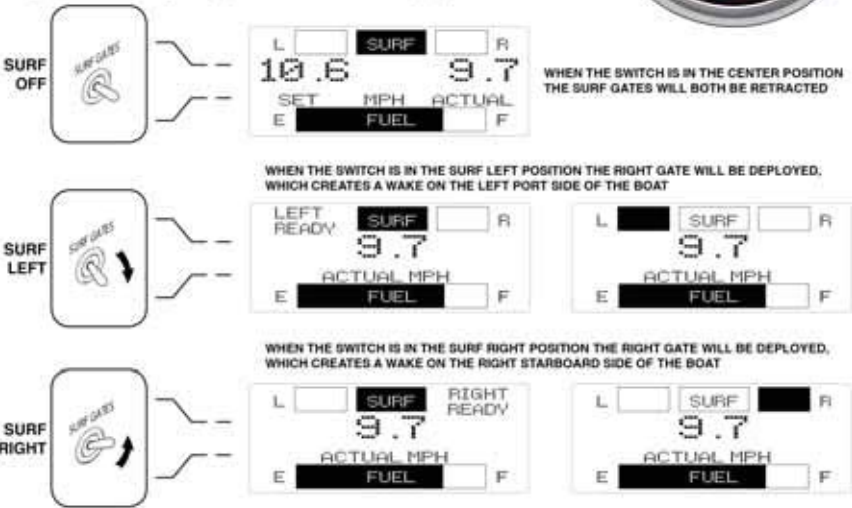 SURF OFF
SURF GATES
L SURF R
10.6 9.7
SET MPH ACTUAL
E FUEL F
WHEN THE SWITCH IS IN THE CENTER POSITION
THE SURF GATES WILL BOTH BE RETRACTED
WHEN THE SWITCH IS IN THE SURF LEFT POSITION THE RIGHT GATE WILL BE DEPLOYED,
WHICH CREATES A WAKE ON THE LEFT PORT SIDE OF THE BOAT
SURF LEFT
SURF GATES
LEFT READY SURF R
9.7
ACTUAL MPH
E FUEL F
L SURF R
9.7
ACTUAL MPH
E FUEL F
WHEN THE SWITCH IS IN THE SURF RIGHT POSITION THE RIGHT GATE WILL BE DEPLOYED,
WHICH CREATES A WAKE ON THE RIGHT STARBOARD SIDE OF THE BOAT
SURF RIGHT
SURF GATES
L SURF RIGHT READY
9.7
ACTUAL MPH
E FUEL F
L SURF R
9.7
ACTUAL MPH
E FUEL F